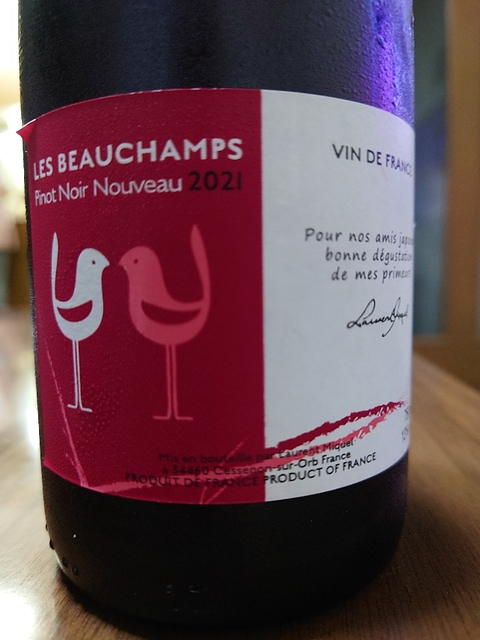 LES BEAUCHAMPS
Pinot Noir Nouveau 2021
VIN DE FRANCE
Pour nos amis
bonne dégustation
de mes primeurs
Mis en bouteille par Laurent Miquel
à 34460 Cessenon-sur-Orb France
PRODUIT DE FRANCE PRODUCT OF FRANCE